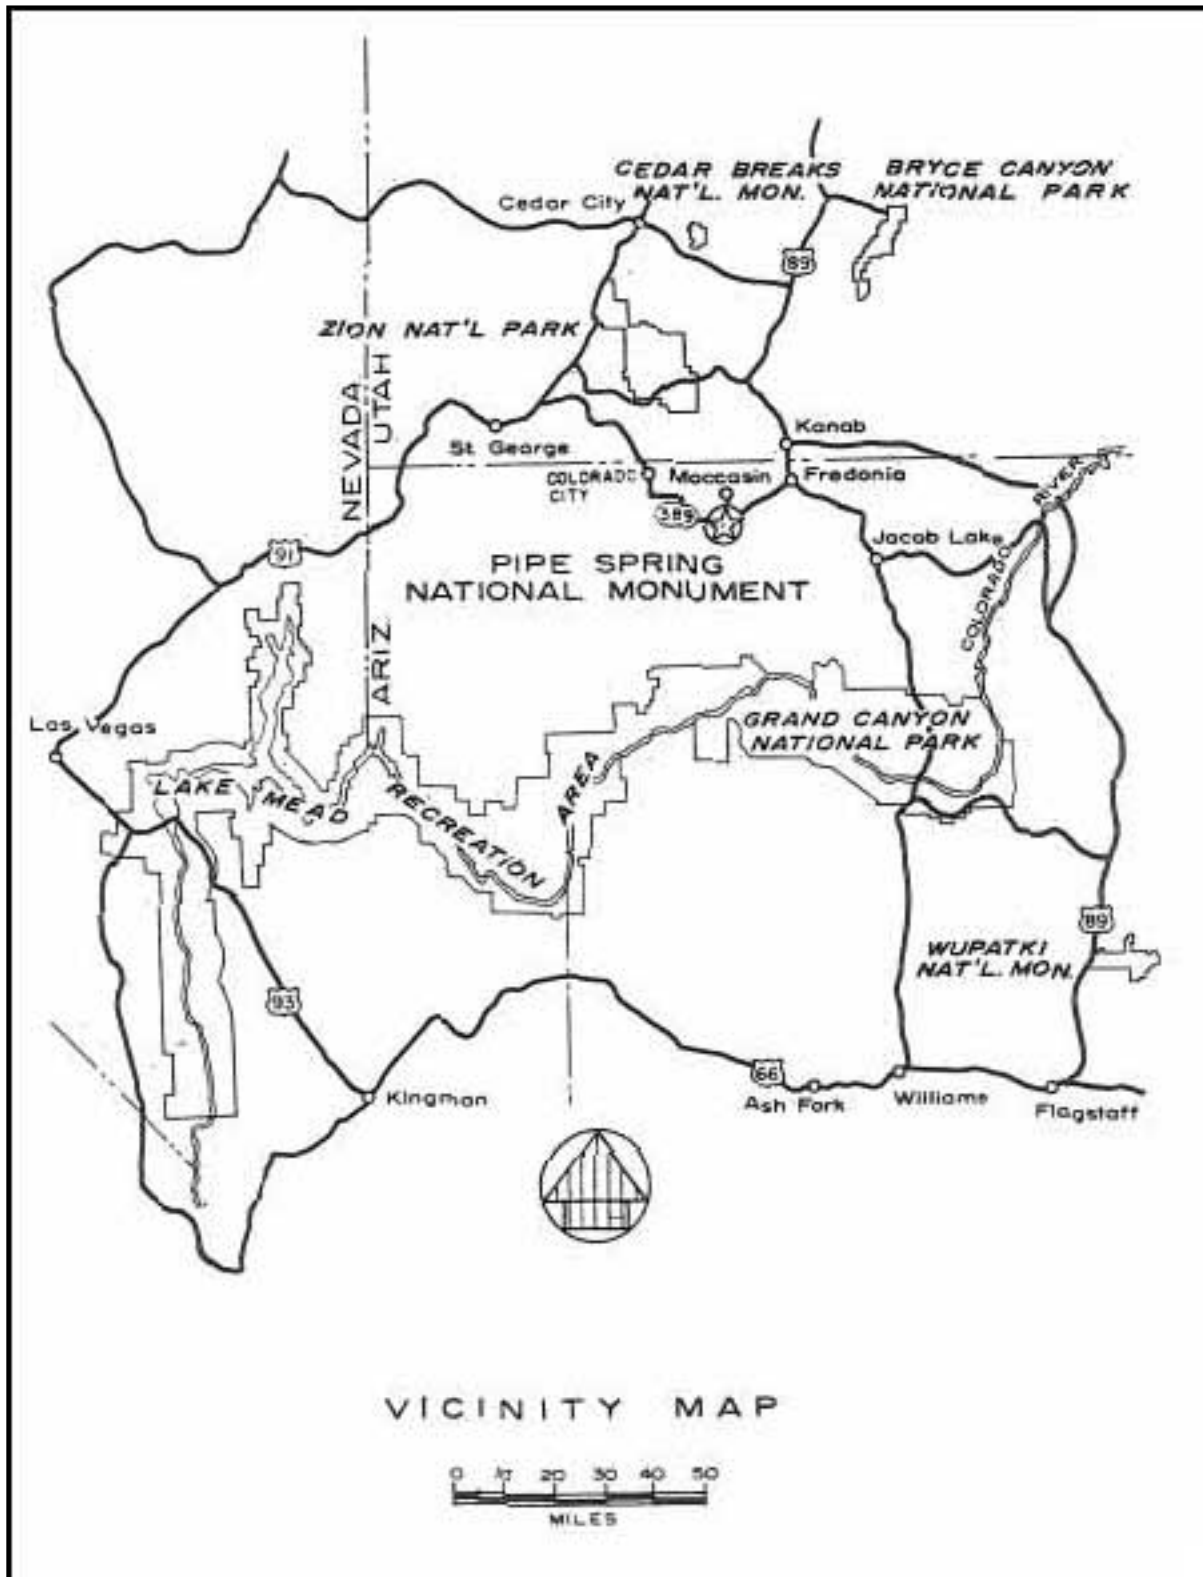 CEDAR BREAKS
NAT'L. MON.
BRYCE CANYON
NATIONAL PARK
Cedar City
89
ZION NAT'L PARK
NEVADA
UTAH
St George
Kanab
COLORADO
CITY
Moccasin
Fredonia
RIVER
389
91
Jacob Lake
PIPE SPRING
NATIONAL MONUMENT
COLORADO
ARIZ.
Las Vegas
GRAND CANYON
NATIONAL PARK
LAKE MEAD
RECREATION
AREA
89
WUPATKI
NAT'L. MON.
93
66
Kingman
Ash Fork
Williams
Flagstaff
VICINITY MAP
0 10 20 30 40 50
MILES